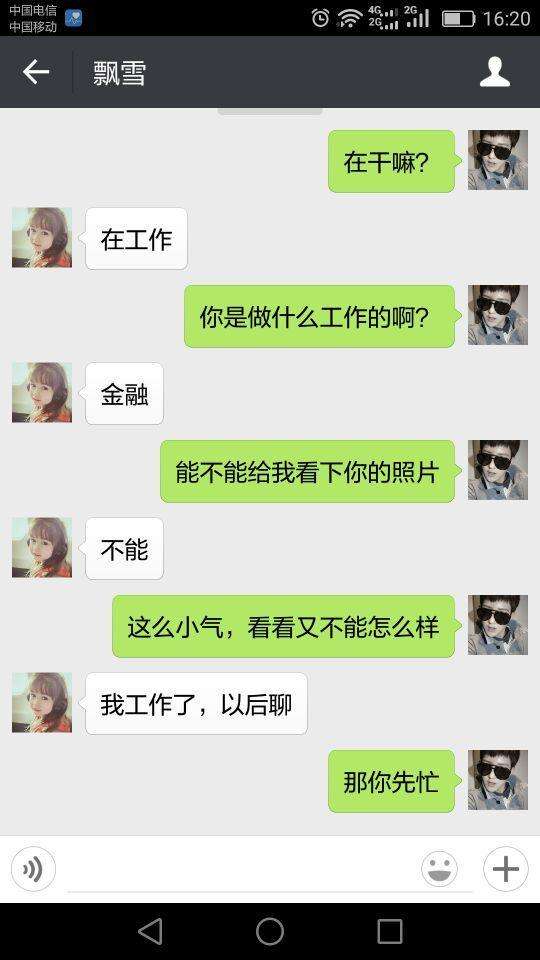 中国电信
中国移动
4G
2G
2G
16:20
飘雪
在干嘛?
在工作
你是做什么工作的啊?
金融
能不能给我看下你的照片
不能
这么小气，看看又不能怎么样
我工作了，以后聊
那你先忙